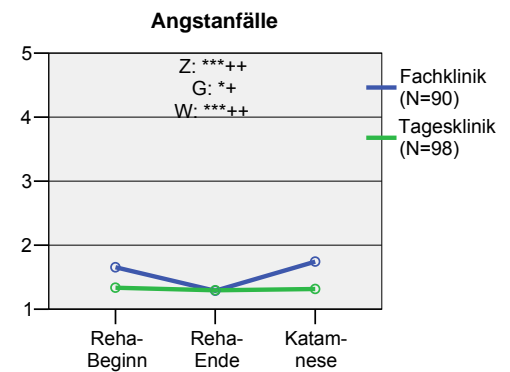 Angstanfälle
5
4
3
2
1
Z: ***++
G: *+
W: ***++
Fachklinik
(N=90)
Tagesklinik
(N=98)
Reha-
Beginn
Reha-
Ende
Katam-
nese